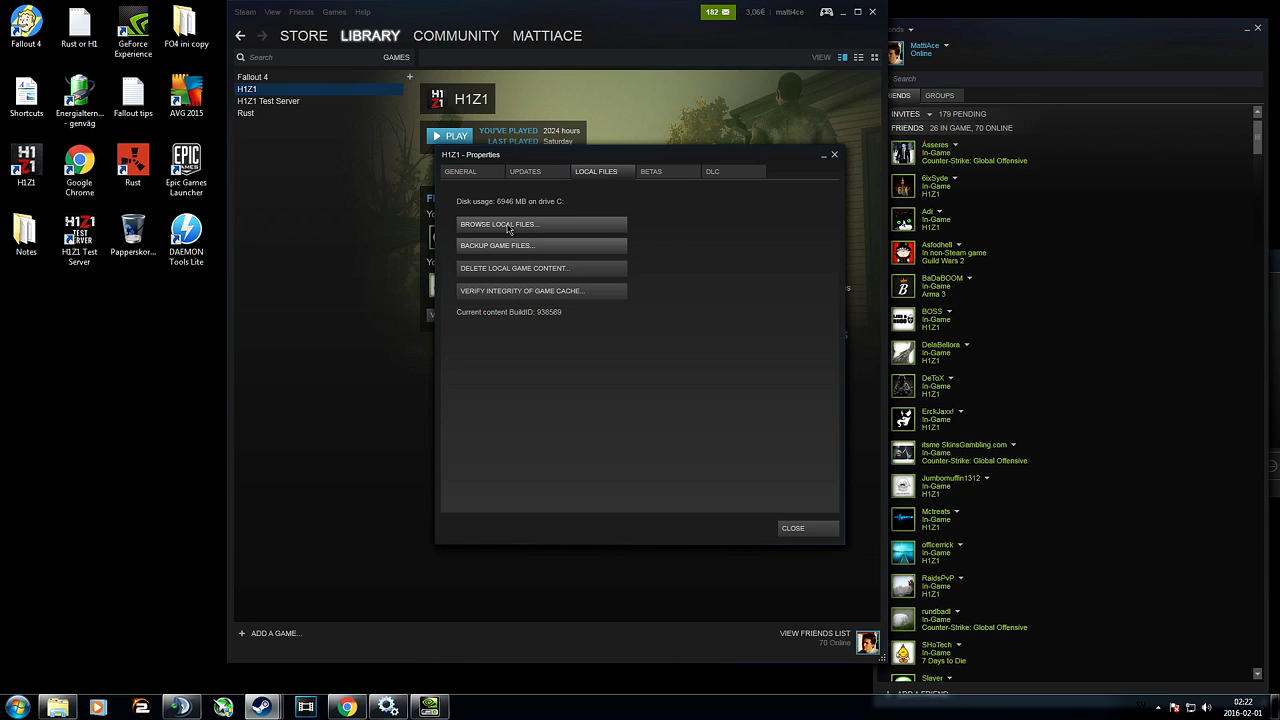 Fallout 4
Rust or H1
GeForce Experience
FO4 ini copy
Shortcuts
Energialtern... - genväg
Fallout tips
AVG 2015
H1Z1
Google Chrome
Rust
Epic Games Launcher
Notes
H1Z1 Test Server
Papperskor...
DAEMON Tools Lite
Steam View Friends Games Help
182
3,06€
matti4ce
STORE LIBRARY COMMUNITY MATTIACE
Search
GAMES
VIEW
Fallout 4
H1Z1
H1Z1 Test Server
Rust
H1Z1
PLAY
YOU'VE PLAYED 2024 hours
LAST PLAYED Saturday
H1Z1 - Properties
GENERAL UPDATES LOCAL FILES BETAS DLC
Disk usage: 6946 MB on drive C:
BROWSE LOCAL FILES...
BACKUP GAME FILES...
DELETE LOCAL GAME CONTENT...
VERIFY INTEGRITY OF GAME CACHE...
Current content BuildID: 936569
CLOSE
ADD A GAME...
VIEW FRIENDS LIST
70 Online
ends
MattiAce
Online
Search
ENDS GROUPS
INVITES 179 PENDING
FRIENDS 26 IN GAME, 70 ONLINE
Asseres
In-Game
Counter-Strike: Global Offensive
6ixSyde
In-Game
H1Z1
Adi
In-Game
H1Z1
Asfodhell
In non-Steam game
Guild Wars 2
BaDaBOOM
In-Game
Arma 3
BOSS
In-Game
H1Z1
DelaBellora
In-Game
H1Z1
DeToX
In-Game
H1Z1
ErckJaxx!
In-Game
H1Z1
itsme SkinsGambling.com
In-Game
Counter-Strike: Global Offensive
Jumbomuffin1312
In-Game
H1Z1
Mctreats
In-Game
H1Z1
officerrick
In-Game
H1Z1
RaidsPvP
In-Game
H1Z1
rundbadl
In-Game
Counter-Strike: Global Offensive
SHoTech
In-Game
7 Days to Die
Slayer
ADD A FRIEND
02:22
2016-02-01